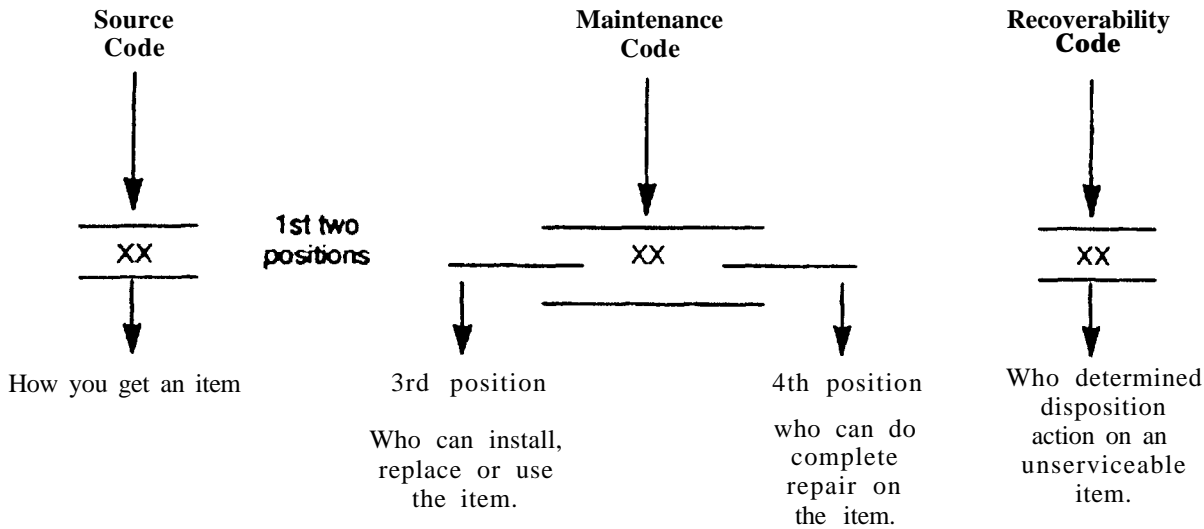 Source
Code
Maintenance
Code
Recoverability
Code
XX
1st two
positions
XX
XX
How you get an item
3rd position
Who can install,
replace or use
the item.
4th position
who can do
complete
repair on
the item.
Who determined
disposition
action on an
unserviceable
item.